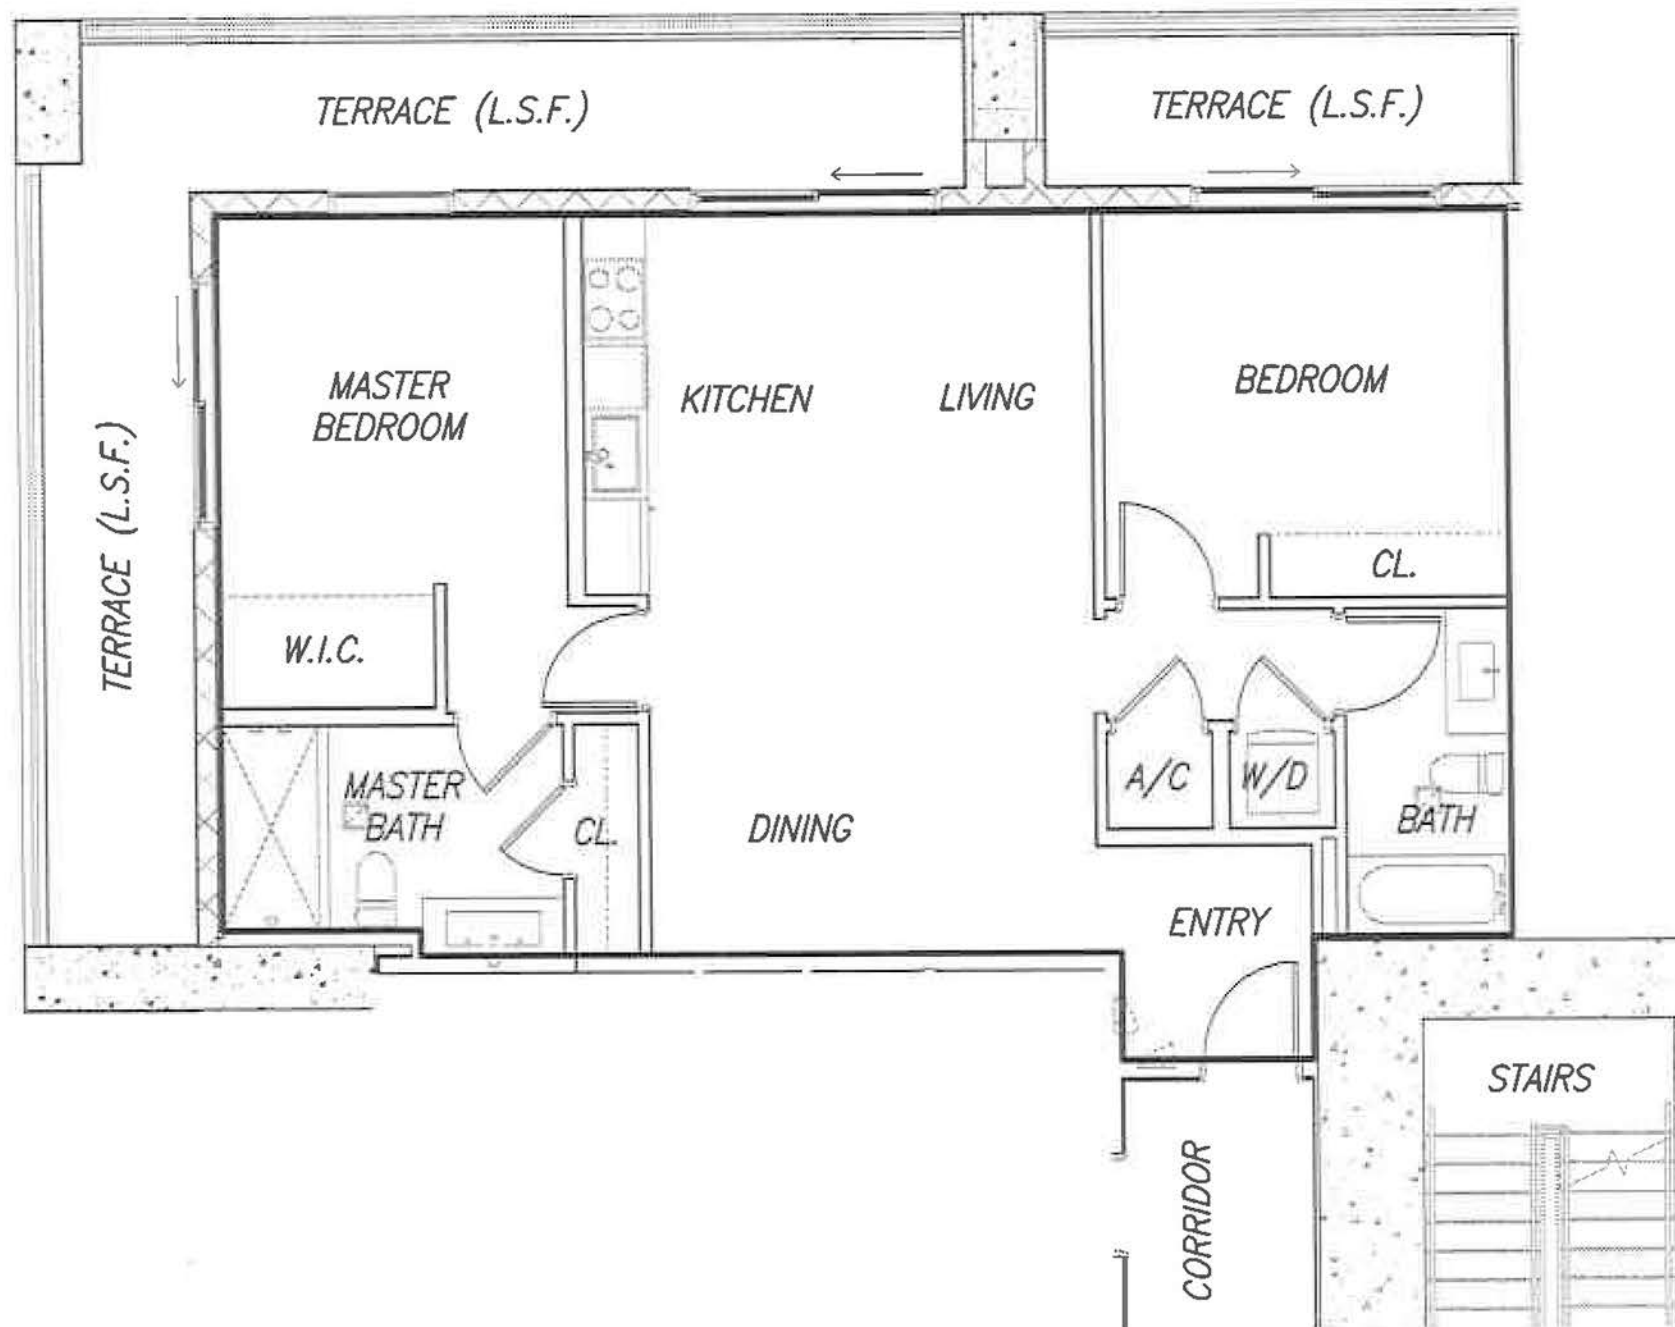 TERRACE (L.S.F.)
TERRACE (L.S.F.)
TERRACE (L.S.F.)
MASTER
BEDROOM
KITCHEN
LIVING
BEDROOM
CL.
W.I.C.
MASTER
BATH
CL.
DINING
A/C
W/D
BATH
ENTRY
STAIRS
CORRIDOR